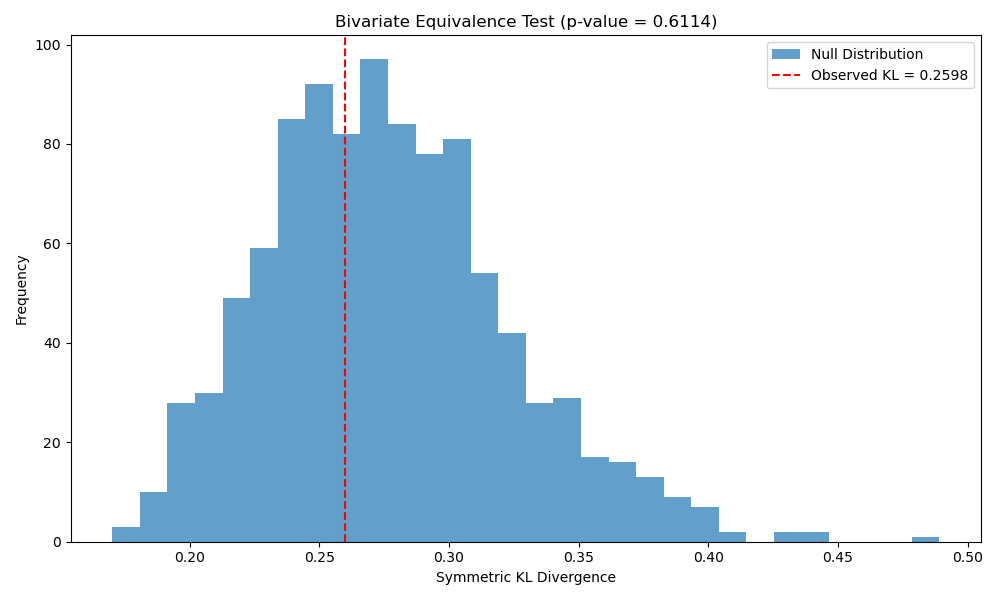 Bivariate Equivalence Test (p-value = 0.6114)
Null Distribution
Observed KL = 0.2598
Frequency
100
80
60
40
20
0
0.20 0.25 0.30 0.35 0.40 0.45 0.50
Symmetric KL Divergence